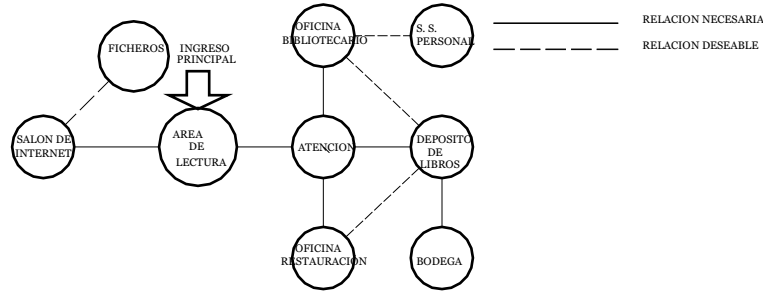 FICHEROS
INGRESO
PRINCIPAL
OFICINA
BIBLIOTECARIO
S. S.
PERSONAL
RELACION NECESARIA
RELACION DESEABLE
SALON DE
INTERNET
AREA
DE
LECTURA
ATENCION
DEPOSITO
DE
LIBROS
OFICINA
RESTAURACION
BODEGA